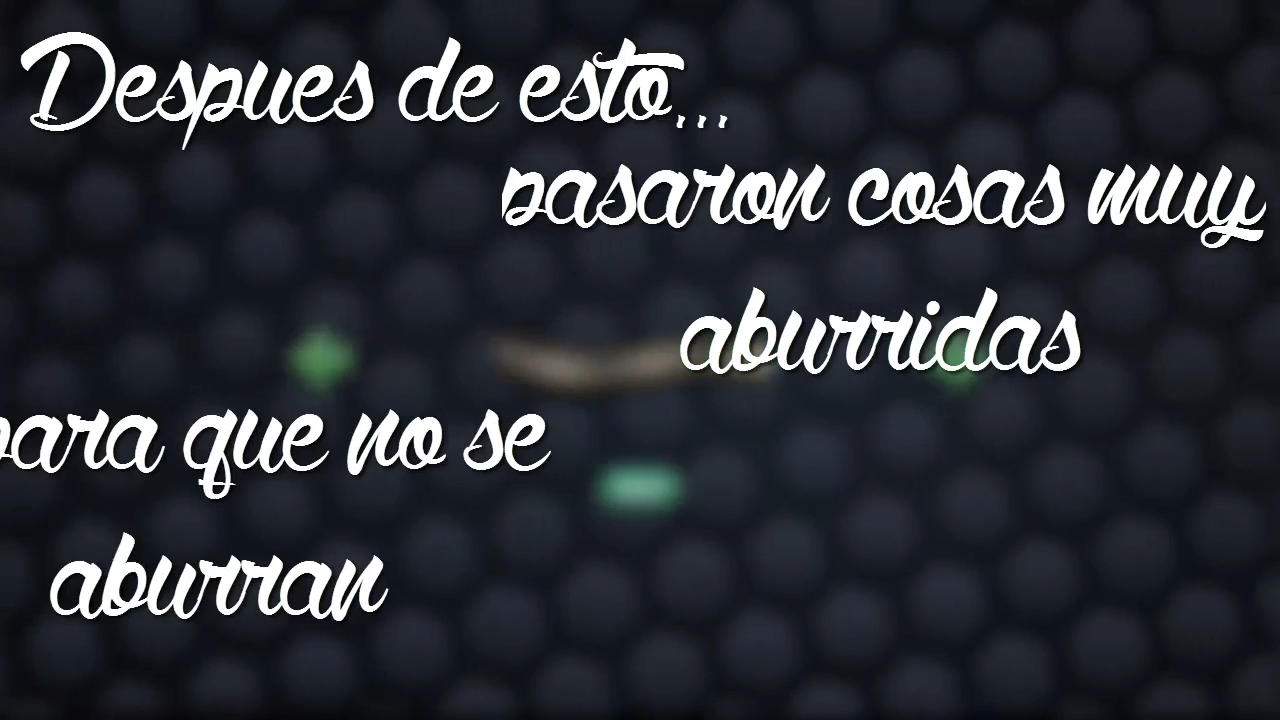 Despues de esto...
pasaron cosas muy
aburridas
para que no se
aburran